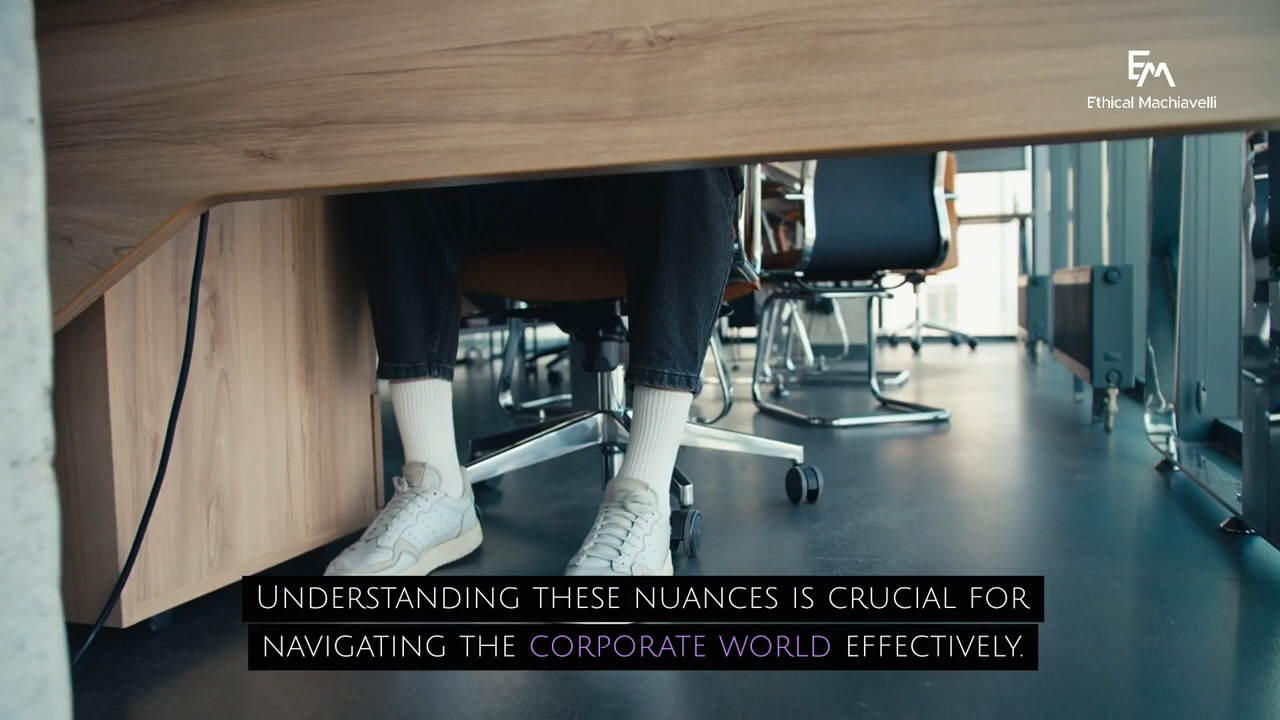 EM
Ethical Machiavelli
Understanding these nuances is crucial for
navigating the corporate world effectively.